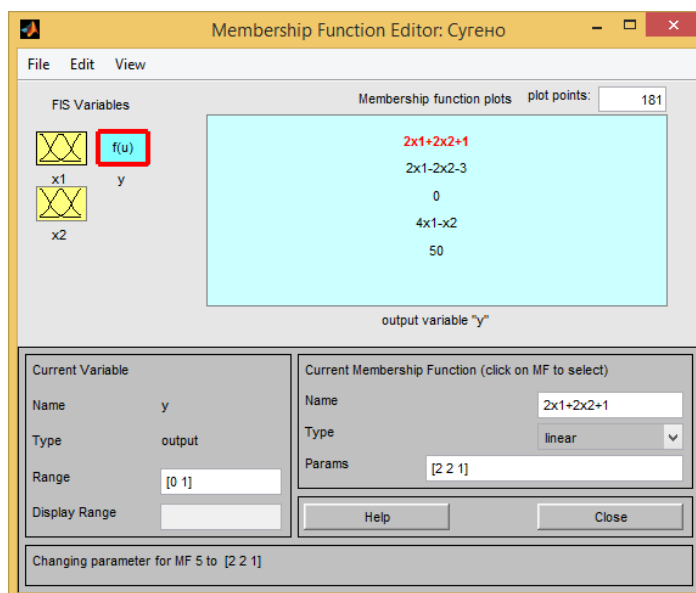 Membership Function Editor: Сугено
File Edit View
FIS Variables
f(u)
x1 y
x2
Membership function plots plot points: 181
2x1+2x2+1
2x1-2x2-3
0
4x1-x2
50
output variable "y"
Current Variable
Name y
Type output
Range [0 1]
Display Range
Current Membership Function (click on MF to select)
Name 2x1+2x2+1
Type linear
Params [2 2 1]
Help Close
Changing parameter for MF 5 to [2 2 1]